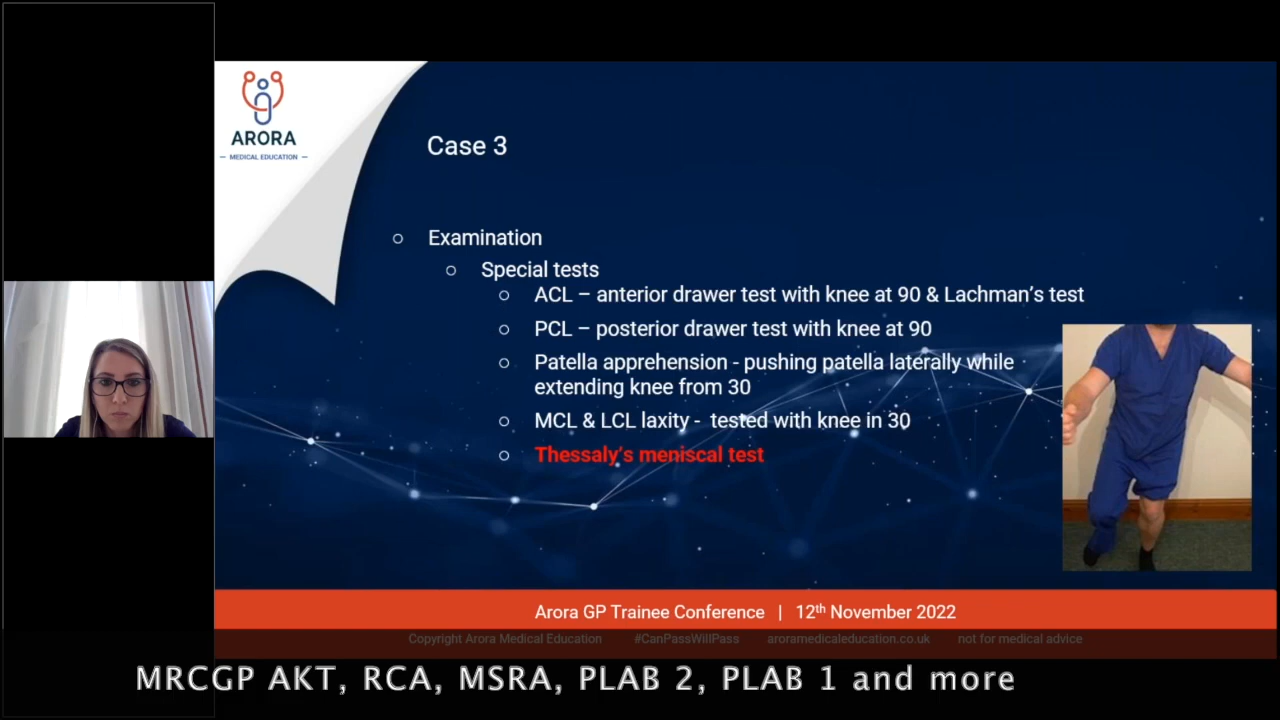 ARORA
MEDICAL EDUCATION
Case 3
Examination
Special tests
ACL – anterior drawer test with knee at 90 & Lachman's test
PCL – posterior drawer test with knee at 90
Patella apprehension - pushing patella laterally while
extending knee from 30
MCL & LCL laxity - tested with knee in 30
Thessaly's meniscal test
Arora GP Trainee Conference | 12th November 2022
Copyright Arora Medical Education #CanPassWillPass aroramedicaleducation.co.uk not for medical advice
MRCGP AKT, RCA, MSRA, PLAB 2, PLAB 1 and more